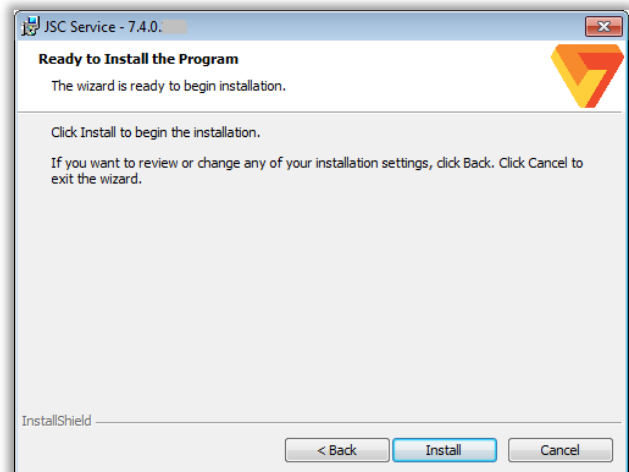 JSC Service - 7.4.0.
Ready to Install the Program
The wizard is ready to begin installation.
Click Install to begin the installation.
If you want to review or change any of your installation settings, click Back. Click Cancel to
exit the wizard.
InstallShield
< Back
Install
Cancel